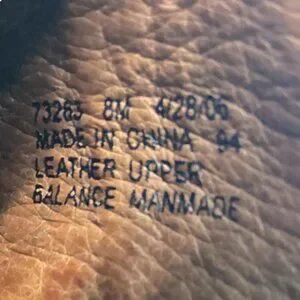 73263 8M 4/28/06
MADE IN CHINA 94
LEATHER UPPER
BALANCE MANMADE